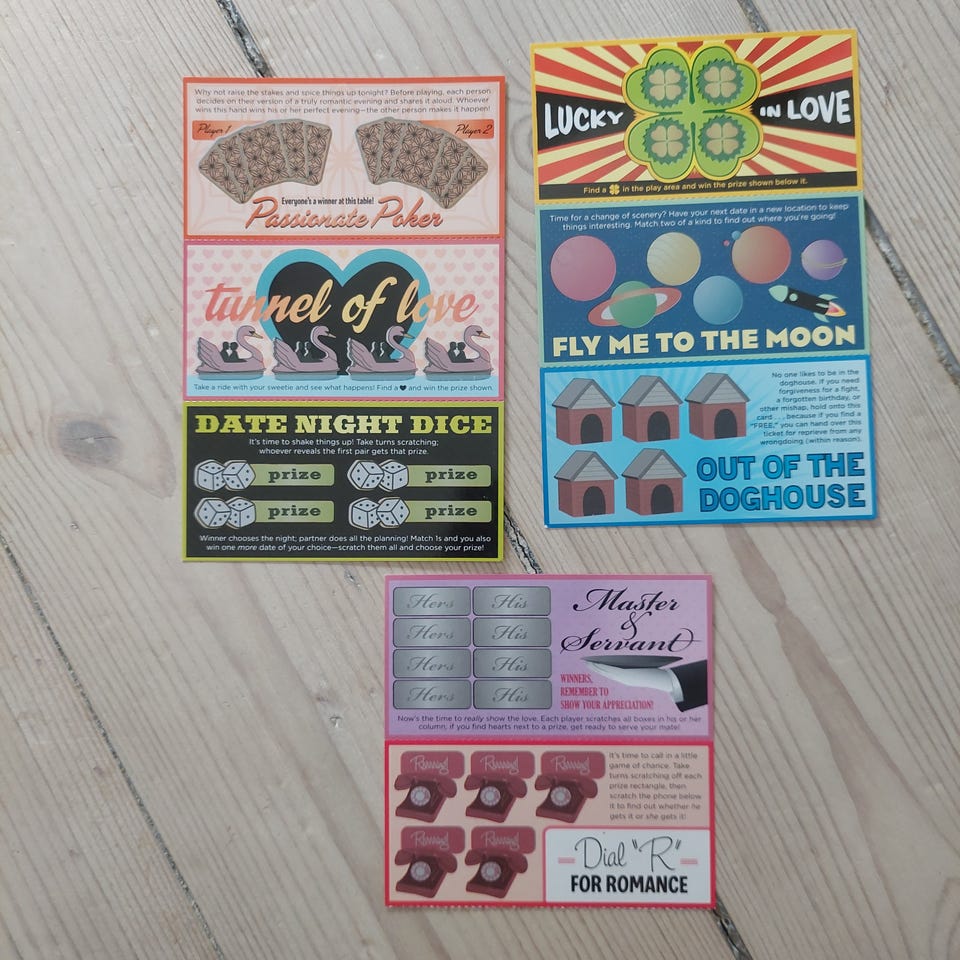 Why not raise the stakes and spice things up tonight? Before playing, each person
decides on their version of a truly romantic evening and shares it aloud. Whoever
wins this hand wins his or her perfect evening—the other person makes it happen!
Player 1
Player 2
Everyone's a winner at this table!
Passionate Poker
tunnel of love
Take a ride with your sweetie and see what happens! Find a ♥ and win the prize shown.
DATE NIGHT DICE
It's time to shake things up! Take turns scratching;
whoever reveals the first pair gets that prize.
prize
prize
prize
prize
Winner chooses the night; partner does all the planning! Match 1s and you also
win one more date of your choice—scratch them all and choose your prize!
LUCKY IN LOVE
Find a 🍀 in the play area and win the prize shown below it.
Time for a change of scenery? Have your next date in a new location to keep
things interesting. Match two of a kind to find out where you're going!
FLY ME TO THE MOON
No one likes to be in the
doghouse. If you need
forgiveness for a fight,
a forgotten birthday, or
other mishap, hold onto this
card . . . because if you find a
"FREE," you can hand over this
ticket for reprieve from any
wrongdoing (within reason).
OUT OF THE
DOGHOUSE
Hers His
Hers His
Hers His
Hers His
Master
&
Servant
WINNERS,
REMEMBER TO
SHOW YOUR APPRECIATION!
Now's the time to really show the love. Each player scratches all boxes in his or her
column; if you find hearts next to a prize, get ready to serve your mate!
Rrrring! Rrrring! Rrrring!
Rrrring! Rrrring!
It's time to call in a little
game of chance. Take
turns scratching off each
prize rectangle, then
scratch the phone below
it to find out whether he
gets it or she gets it!
Dial "R"
FOR ROMANCE